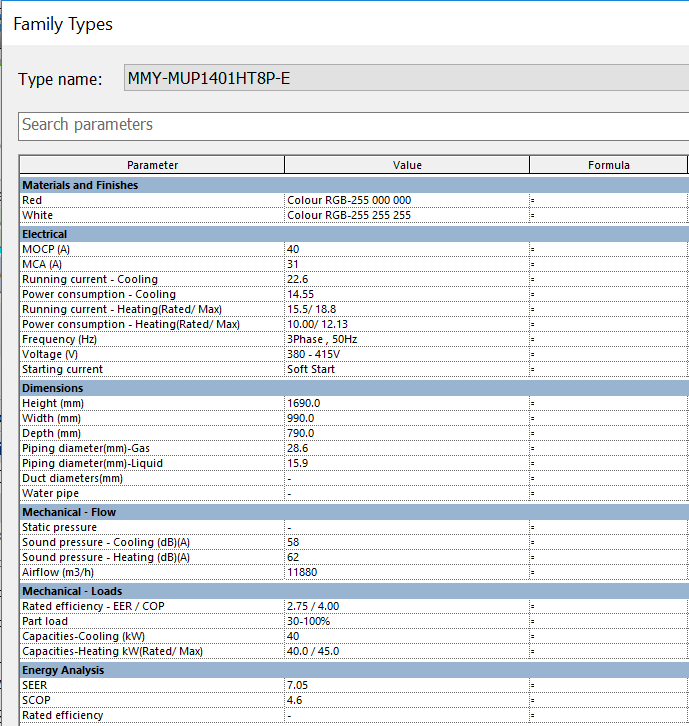 Family Types
Type name: MMY-MUP1401HT8P-E
Search parameters
Parameter Value Formula
Materials and Finishes
Red Colour RGB-255 000 000 =
White Colour RGB-255 255 255 =
Electrical
MOCP (A) 40 =
MCA (A) 31 =
Running current - Cooling 22.6 =
Power consumption - Cooling 14.55 =
Running current - Heating(Rated/ Max) 15.5/ 18.8 =
Power consumption - Heating(Rated/ Max) 10.00/ 12.13 =
Frequency (Hz) 3Phase , 50Hz =
Voltage (V) 380 - 415V =
Starting current Soft Start =
Dimensions
Height (mm) 1690.0 =
Width (mm) 990.0 =
Depth (mm) 790.0 =
Piping diameter(mm)-Gas 28.6 =
Piping diameter(mm)-Liquid 15.9 =
Duct diameters(mm) - =
Water pipe - =
Mechanical - Flow
Static pressure - =
Sound pressure - Cooling (dB)(A) 58 =
Sound pressure - Heating (dB)(A) 62 =
Airflow (m3/h) 11880 =
Mechanical - Loads
Rated efficiency - EER / COP 2.75 / 4.00 =
Part load 30-100% =
Capacities-Cooling (kW) 40 =
Capacities-Heating kW(Rated/ Max) 40.0 / 45.0 =
Energy Analysis
SEER 7.05 =
SCOP 4.6 =
Rated efficiency - =